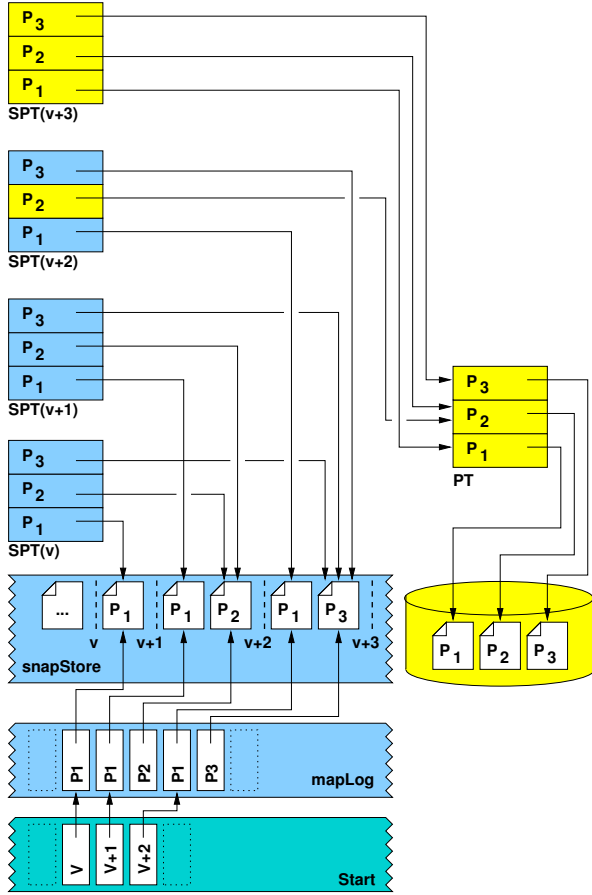 P3
P2
P1
SPT(v+3)
P3
P2
P1
SPT(v+2)
P3
P2
P1
SPT(v+1)
P3
P2
P1
PT
P3
P2
P1
SPT(v)
... P1 P1 P2 P1 P3
v v+1 v+2 v+3
snapStore
P1 P2 P3
P1 P1 P2 P1 P3
mapLog
V V+1 V+2
Start